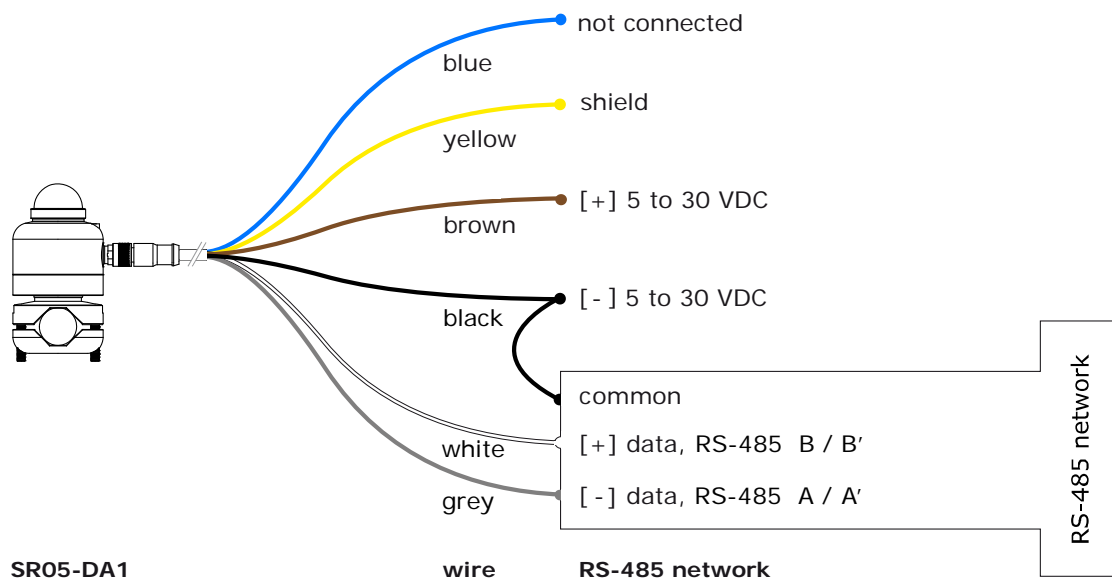 not connected
blue
shield
yellow
[+] 5 to 30 VDC
brown
[-] 5 to 30 VDC
black
common
white
[+] data, RS-485 B / B′
[-] data, RS-485 A / A′
grey
RS-485 network
SR05-DA1 wire RS-485 network